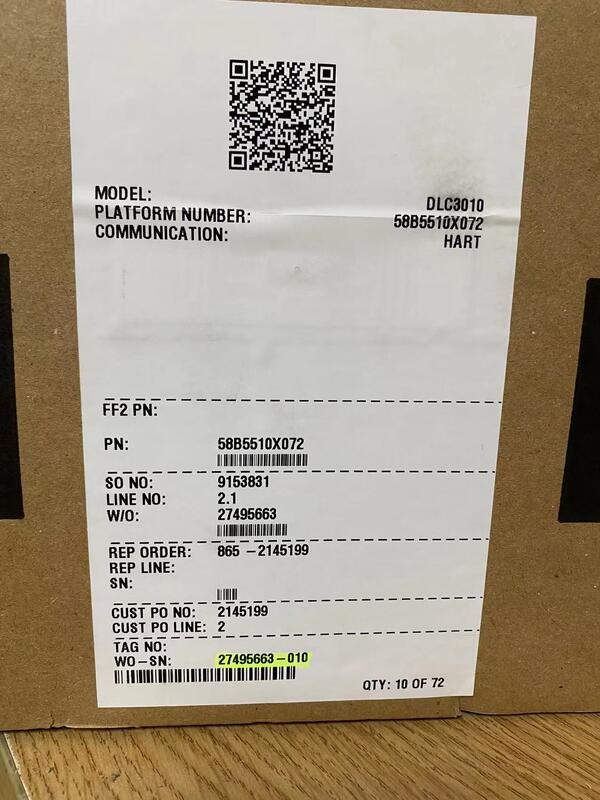 MODEL: DLC3010
PLATFORM NUMBER: 58B5510X072
COMMUNICATION: HART
FF2 PN:
PN: 58B5510X072
SO NO: 9153831
LINE NO: 2.1
W/O: 27495663
REP ORDER: 865 -2145199
REP LINE:
SN:
CUST PO NO: 2145199
CUST PO LINE: 2
TAG NO:
WO-SN: 27495663-010
QTY: 10 OF 72